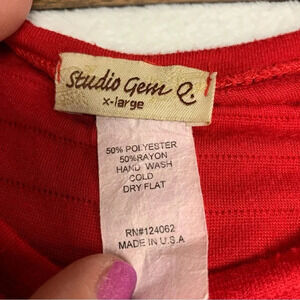 Studio Gem Q.
x-large
50% POLYESTER
50%RAYON
HAND WASH
COLD
DRY FLAT
RN#124062
MADE IN U.S.A